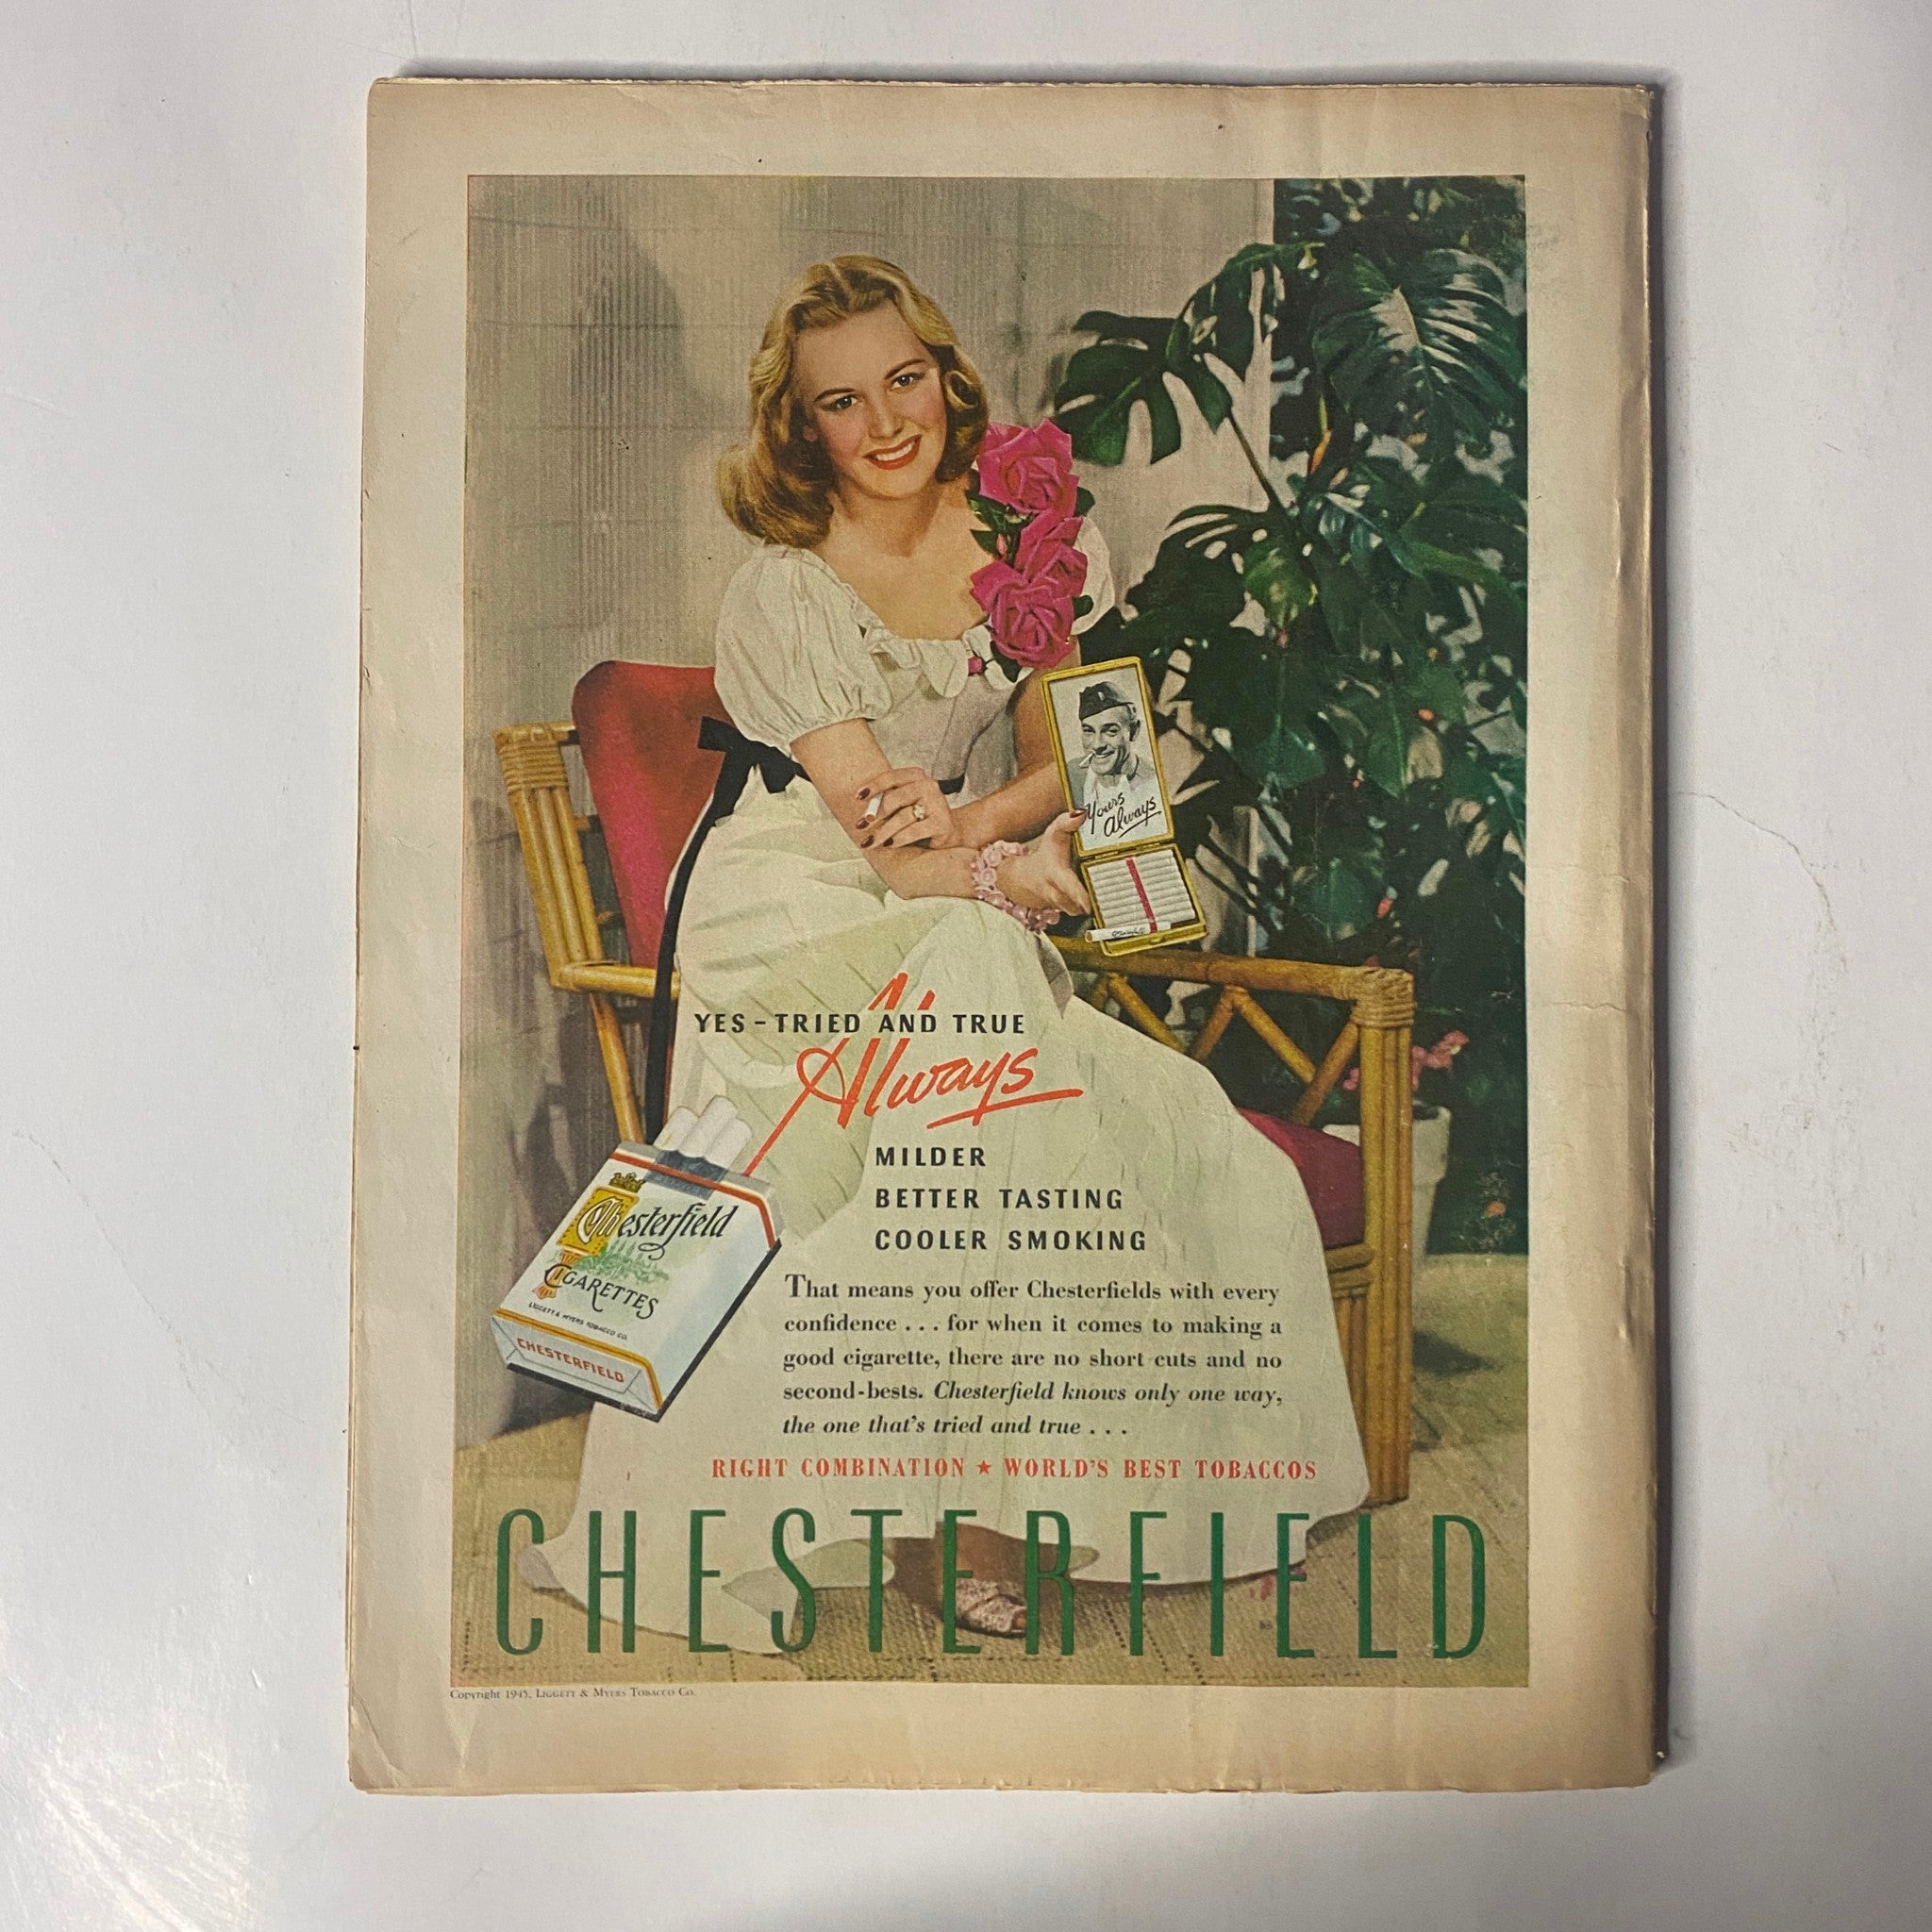 Yours
Always
YES-TRIED AND TRUE
Always
MILDER
BETTER TASTING
COOLER SMOKING
Chesterfield
CIGARETTES
LIGGETT & MYERS TOBACCO CO.
CHESTERFIELD
That means you offer Chesterfields with every
confidence . . . for when it comes to making a
good cigarette, there are no short cuts and no
second-bests. Chesterfield knows only one way,
the one that's tried and true . . .
RIGHT COMBINATION ★ WORLD'S BEST TOBACCOS
CHESTERFIELD
Copyright 1945, LIGGETT & MYERS TOBACCO CO.